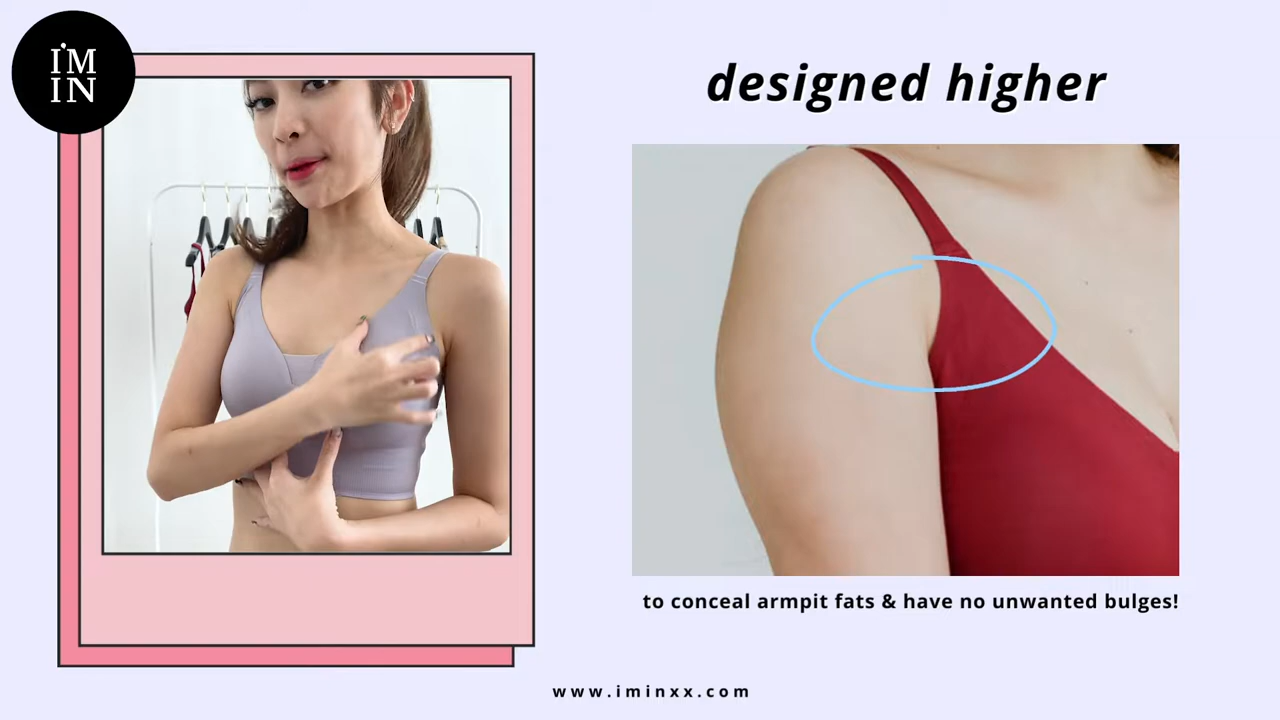 I'M
IN
designed higher
to conceal armpit fats & have no unwanted bulges!
www.iminxx.com